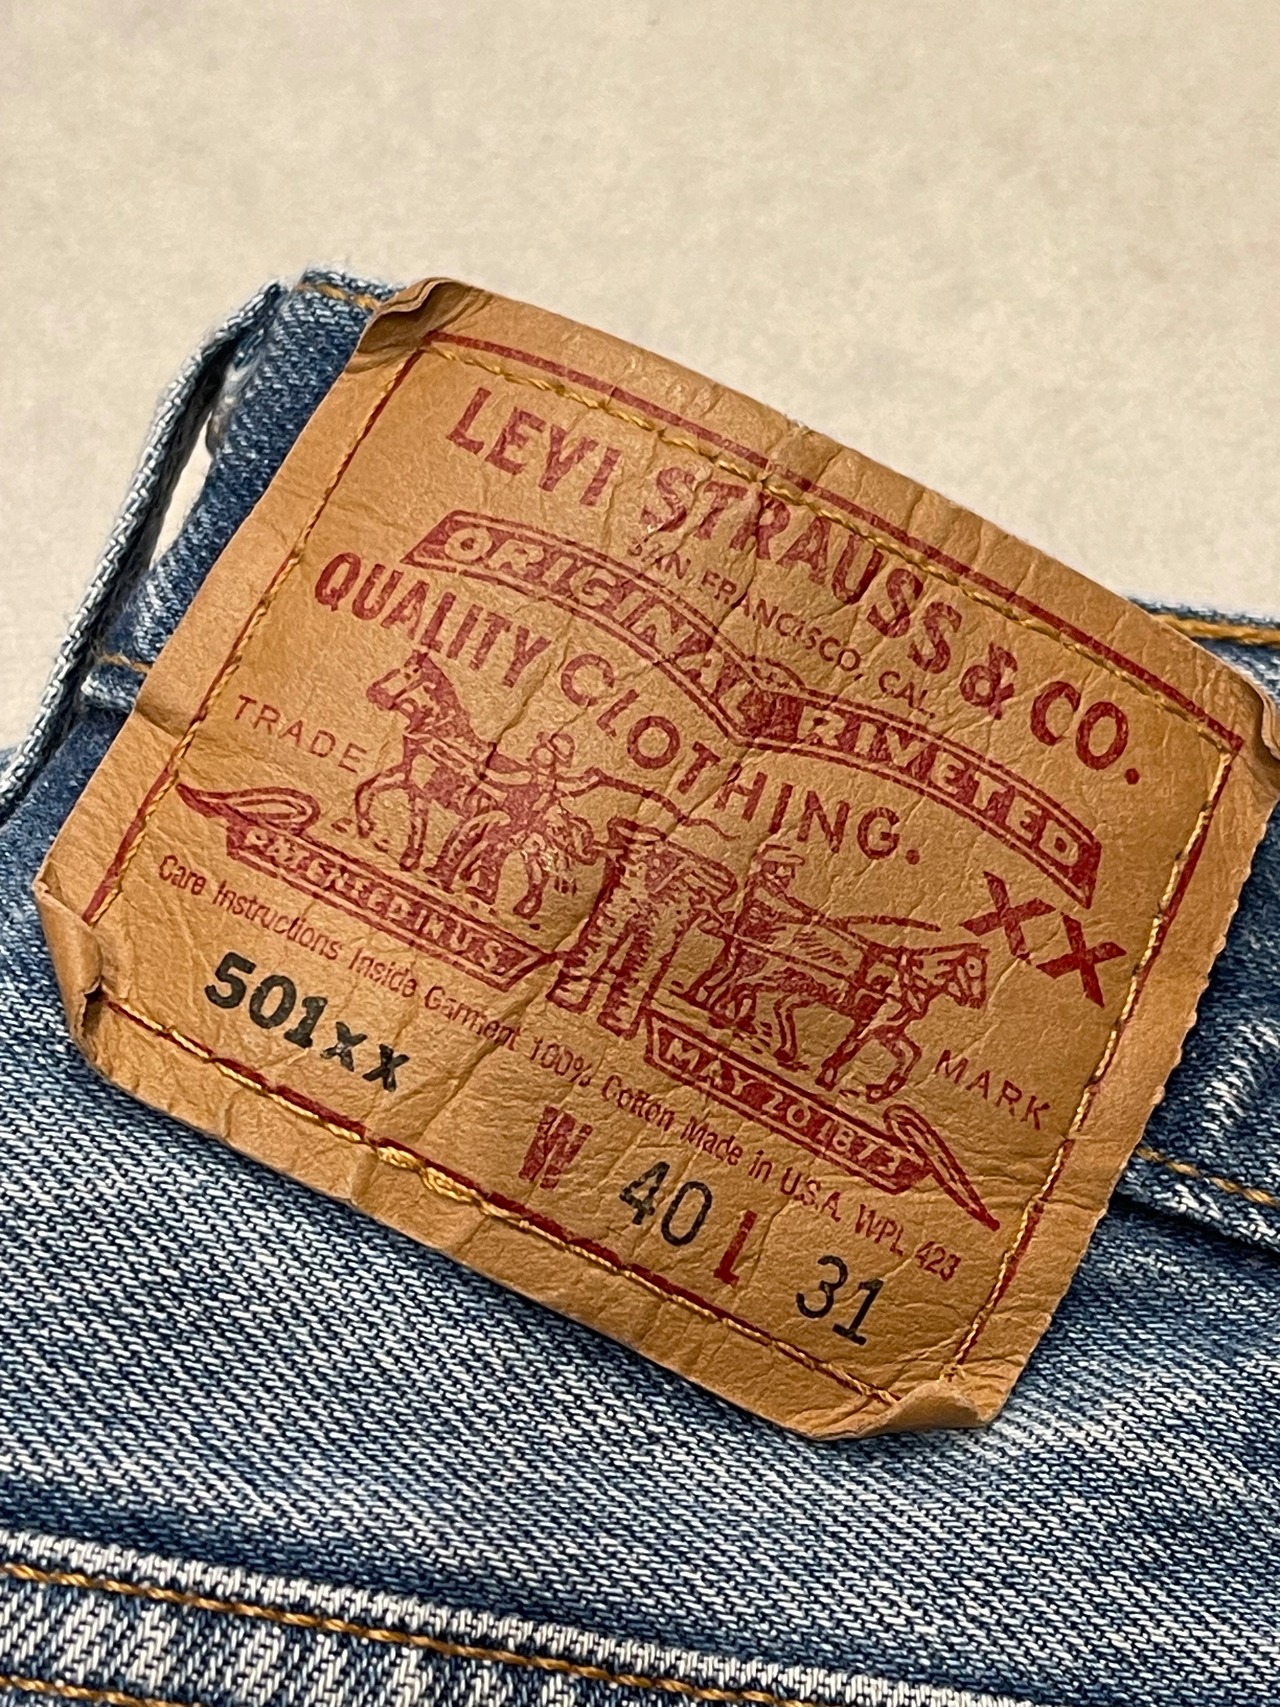 LEVI STRAUSS & CO.
SAN FRANCISCO, CAL.
ORIGINAL RIVETED
QUALITY CLOTHING.
XX
TRADE MARK
PATENTED IN U.S.
MAY 20 1873
Care Instructions Inside Garment 100% Cotton Made in U.S.A. WPL 423
501xx
W 40 L 31